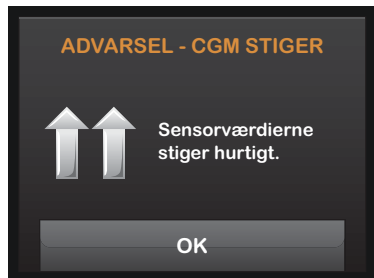 ADVARSEL - CGM STIGER
Sensorværdierne
stiger hurtigt.
OK